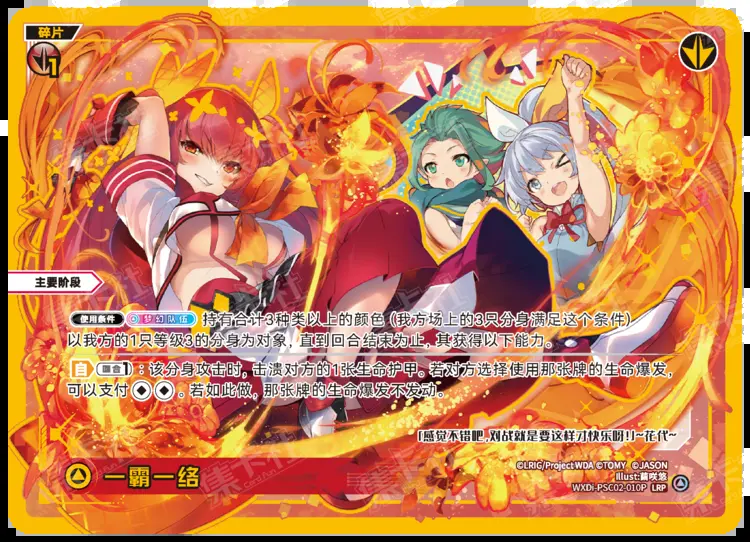 碎片
1
主要阶段
使用条件 梦幻队伍 持有合计3种类以上的颜色(我方场上的3只分身满足这个条件)
以我方的1只等级3的分身为对象，直到回合结束为止，其获得以下能力。
自 回合1：该分身攻击时，击溃对方的1张生命护甲。若对方选择使用那张牌的生命爆发，
可以支付 。若如此做，那张牌的生命爆发不发动。
「感觉不错吧，对战就是要这样才快乐呀！」~花代~
一霸一络
©LRIG/ProjectWDA ©TOMY ©JASON
Illust:茜咲悠
WXDi-PSC02-010P LRP